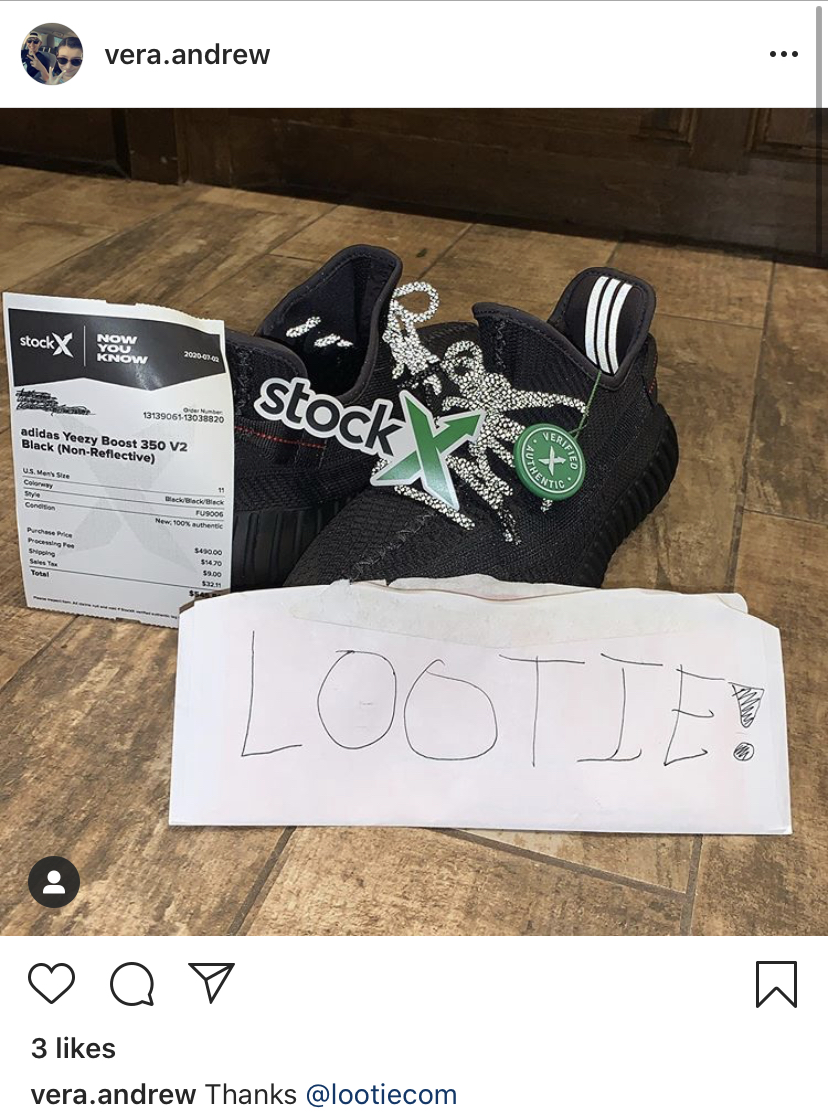 vera.andrew
stockX
NOW
YOU
KNOW
2020-07-02
Order Number:
13139061-13038820
adidas Yeezy Boost 350 V2
Black (Non-Reflective)
U.S. Men's Size 11
Colorway Black/Black/Black
Style FU9006
Condition New; 100% authentic
Purchase Price $490.00
Processing Fee $14.70
Shipping $9.00
Sales Tax $32.11
Total
stockX
VERIFIED
AUTHENTIC
LOOTIE!
3 likes
vera.andrew Thanks @lootiecom